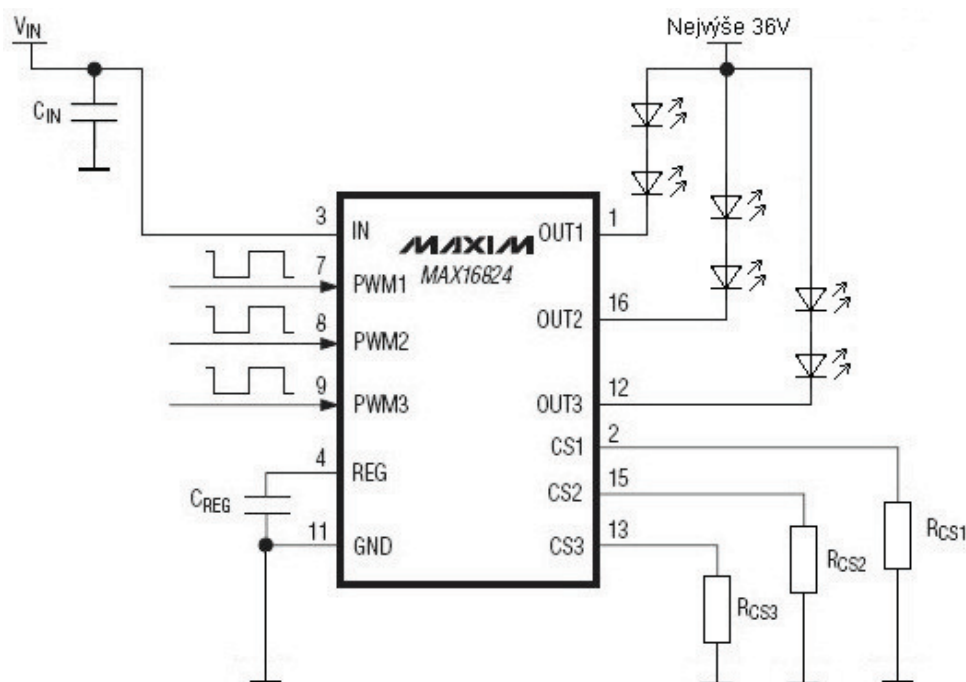 VIN
Nejvýše 36V
CIN
3
IN
MAXIM
MAX16824
OUT1
1
7
PWM1
8
PWM2
OUT2
16
9
PWM3
OUT3
12
CS1
2
4
REG
CS2
15
CREG
11
GND
CS3
13
RCS1
RCS2
RCS3